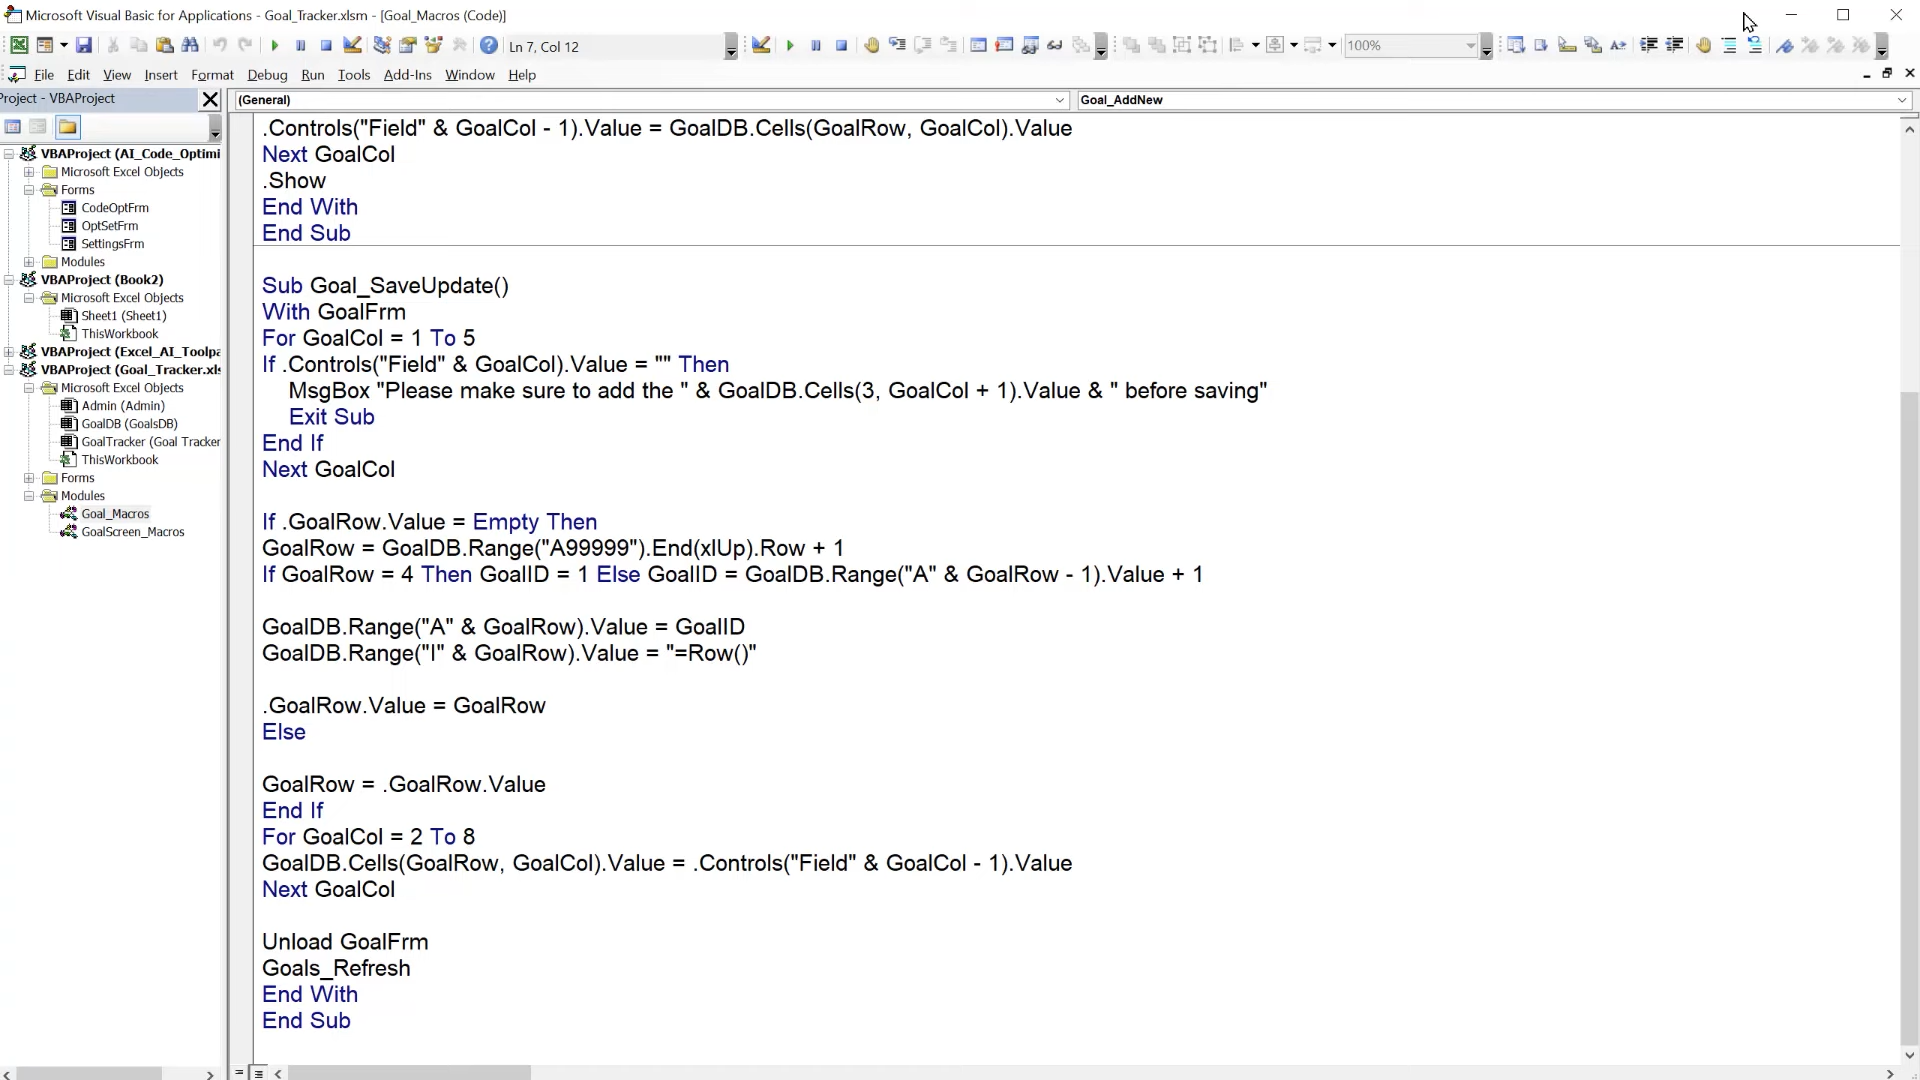 Microsoft Visual Basic for Applications - Goal_Tracker.xlsm - [Goal_Macros (Code)]
Ln 7, Col 12
100%
File Edit View Insert Format Debug Run Tools Add-Ins Window Help
Project - VBAProject
(General)
Goal_AddNew
VBAProject (AI_Code_Optimi
Microsoft Excel Objects
Forms
CodeOptFrm
OptSetFrm
SettingsFrm
Modules
VBAProject (Book2)
Microsoft Excel Objects
Sheet1 (Sheet1)
ThisWorkbook
VBAProject (Excel_AI_Toolpa
VBAProject (Goal_Tracker.xls
Microsoft Excel Objects
Admin (Admin)
GoalDB (GoalsDB)
GoalTracker (Goal Tracker
ThisWorkbook
Forms
Modules
Goal_Macros
GoalScreen_Macros
.Controls("Field" & GoalCol - 1).Value = GoalDB.Cells(GoalRow, GoalCol).Value
Next GoalCol
.Show
End With
End Sub
Sub Goal_SaveUpdate()
With GoalFrm
For GoalCol = 1 To 5
If .Controls("Field" & GoalCol).Value = "" Then
MsgBox "Please make sure to add the " & GoalDB.Cells(3, GoalCol + 1).Value & " before saving"
Exit Sub
End If
Next GoalCol
If .GoalRow.Value = Empty Then
GoalRow = GoalDB.Range("A99999").End(xlUp).Row + 1
If GoalRow = 4 Then GoalID = 1 Else GoalID = GoalDB.Range("A" & GoalRow - 1).Value + 1
GoalDB.Range("A" & GoalRow).Value = GoalID
GoalDB.Range("I" & GoalRow).Value = "=Row()"
.GoalRow.Value = GoalRow
Else
GoalRow = .GoalRow.Value
End If
For GoalCol = 2 To 8
GoalDB.Cells(GoalRow, GoalCol).Value = .Controls("Field" & GoalCol - 1).Value
Next GoalCol
Unload GoalFrm
Goals_Refresh
End With
End Sub